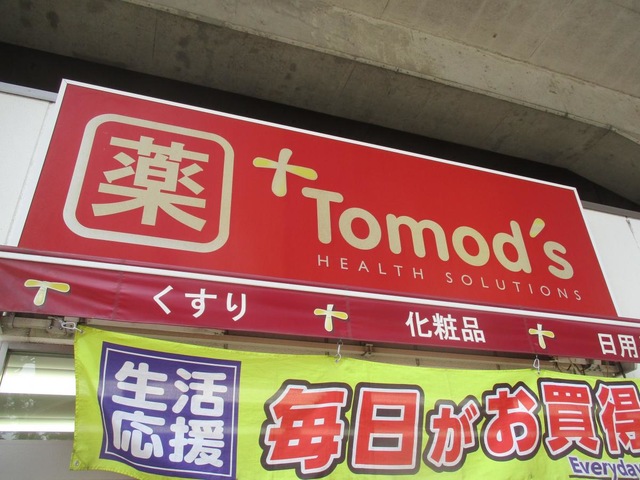 薬
Tomod's
HEALTH SOLUTIONS
くすり 化粧品 日用
生活
応援
毎日がお買得
Everyday